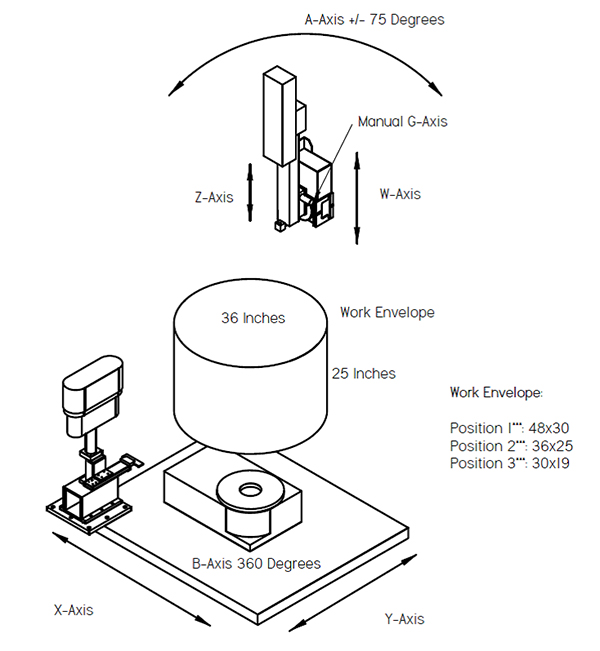 A-Axis +/- 75 Degrees
Manual G-Axis
Z-Axis
W-Axis
36 Inches
Work Envelope
25 Inches
Work Envelope:
Position 1''': 48x30
Position 2''': 36x25
Position 3''': 30x19
B-Axis 360 Degrees
X-Axis
Y-Axis